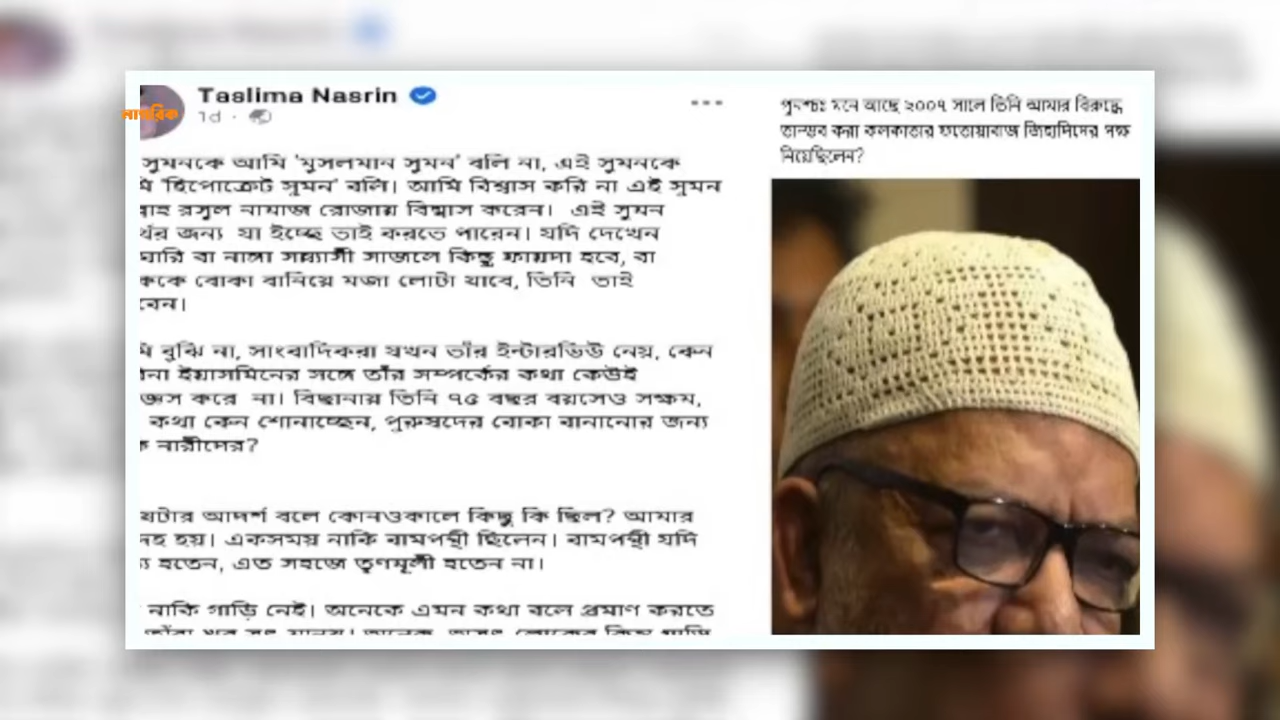 Taslima Nasrin
নাগরিক
1d
সুমনকে আমি 'মুসলমান সুমন' বলি না, এই সুমনকে
মি 'হিপোক্রেট সুমন' বলি। আমি বিশ্বাস করি না এই সুমন
রসুল নামাজ রোজায় বিশ্বাস করেন। এই সুমন
জন্য যা ইচ্ছে তাই করতে পারেন। যদি দেখেন
বা নাঙ্গা সন্ন্যাসী সাজলে কিছু ফায়দা হবে, বা
বোকা বানিয়ে মজা লোটা যাবে, তিনি তাই
বেন।
মি বুঝি না, সাংবাদিকরা যখন তাঁর ইন্টারভিউ নেয়, কেন
ইয়াসমিনের সঙ্গে তাঁর সম্পর্কের কথা কেউই
করে না। বিছানায় তিনি ৭৫ বছর বয়সেও সক্ষম,
কথা কেন শোনাচ্ছেন, পুরুষদের বোকা বানানোর জন্য
নারীদের?
আদর্শ বলে কোনওকালে কিছু কি ছিল? আমার
হয়। একসময় নাকি বামপন্থী ছিলেন। বামপন্থী যদি
হতেন, এত সহজে তৃণমূলী হতেন না।
নাকি গাড়ি নেই। অনেকে এমন কথা বলে প্রমাণ করতে
পুনশ্চঃ মনে আছে ২০০৭ সালে তিনি আমার বিরুদ্ধে
তান্ডব করা কলকাতার ফতোয়াবাজ জিহাদিদের পক্ষ
নিয়েছিলেন?